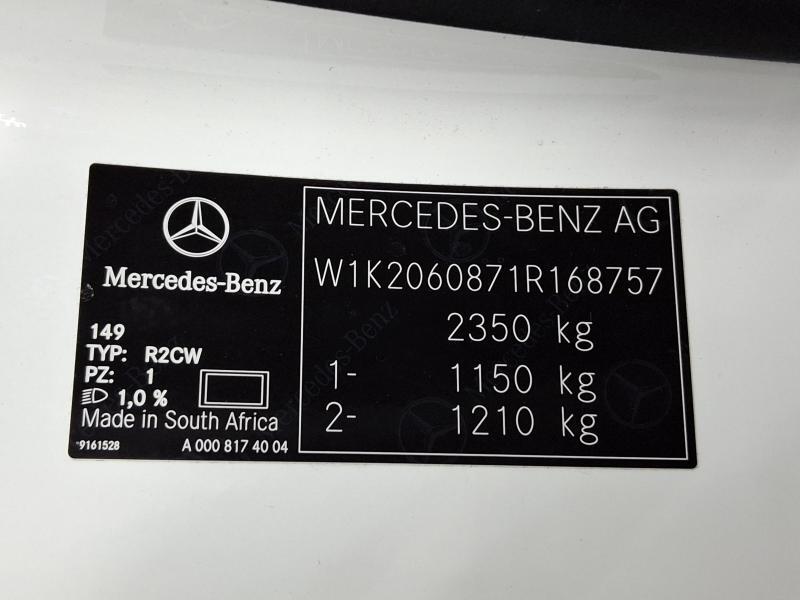 Mercedes-Benz
149
TYP: R2CW
PZ: 1
1,0 %
Made in South Africa
9161528 A 000 817 40 04
MERCEDES-BENZ AG
W1K2060871R168757
2350 kg
1- 1150 kg
2- 1210 kg